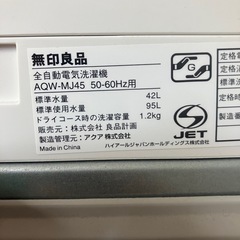 無印良品
全自動電気洗濯機
AQW-MJ45 50-60Hz用
標準水量 42L
標準使用水量 95L
ドライコース時の洗濯容量 1.2kg
販売元：株式会社 良品計画
製造管理元：アクア 株式会社
Made in China
ハイアールジャパンホールディングス株式会社
G
S
JET
定格
定格
製造